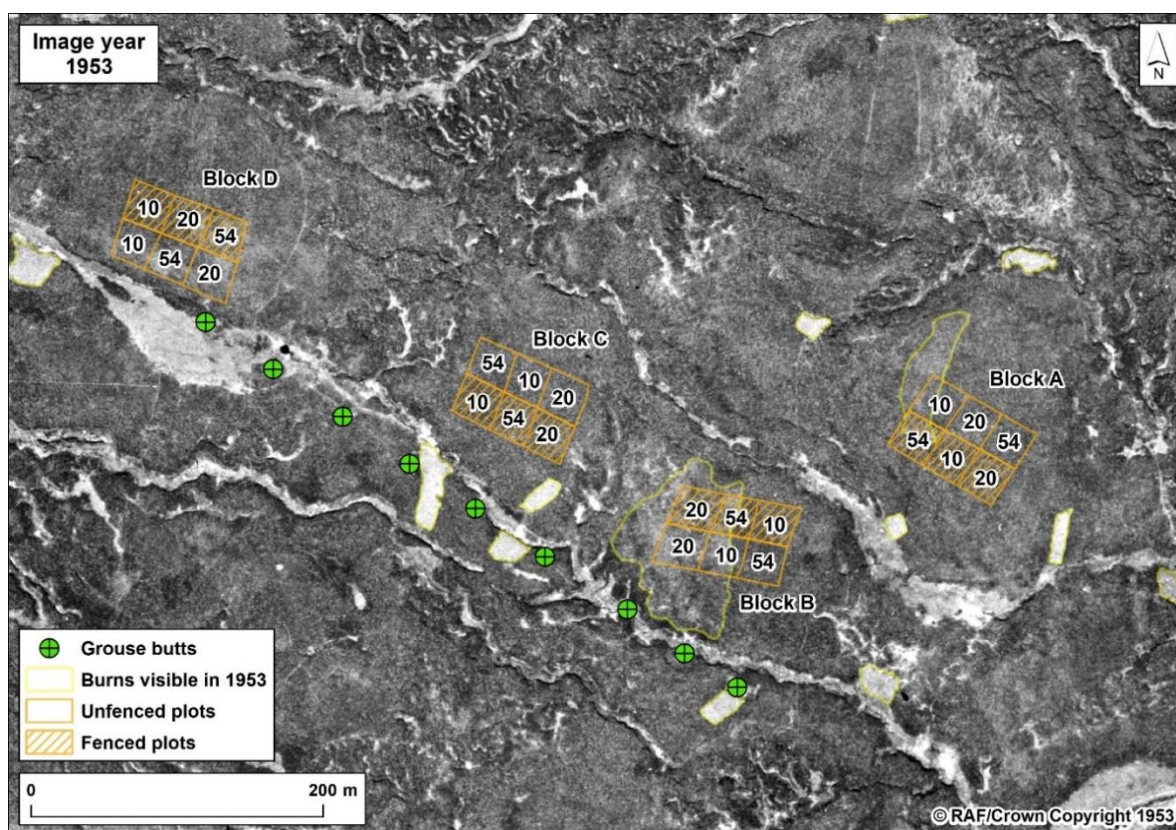 Image year
1953
N
Block D
10 20 54
10 54 20
Block C
54 10 20
10 54 20
Block A
10 20 54
54 10 20
20 54 10
20 10 54
Block B
Grouse butts
Burns visible in 1953
Unfenced plots
Fenced plots
0 200 m
© RAF/Crown Copyright 1953